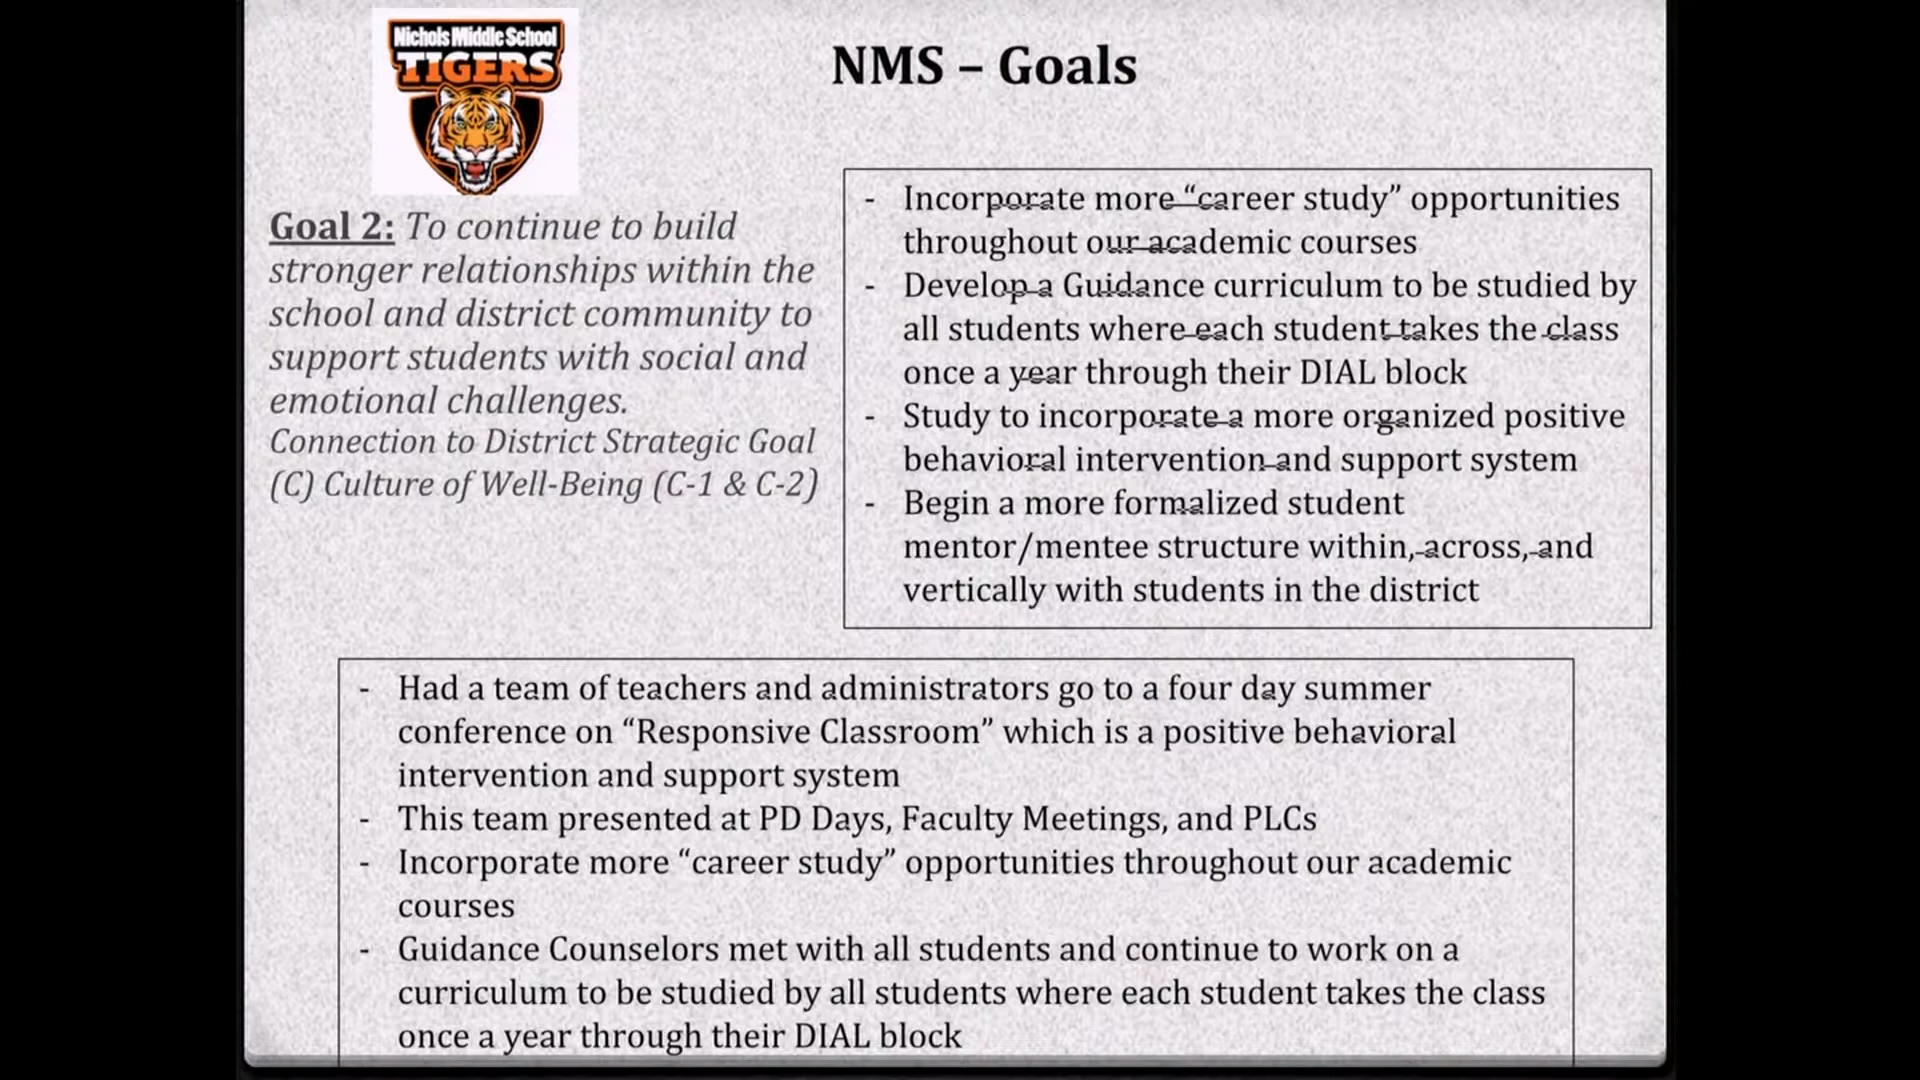 Nichols Middle School
TIGERS
NMS – Goals
Goal 2: To continue to build
stronger relationships within the
school and district community to
support students with social and
emotional challenges.
Connection to District Strategic Goal
(C) Culture of Well-Being (C-1 & C-2)
- Incorporate more “career study” opportunities
throughout our academic courses
- Develop a Guidance curriculum to be studied by
all students where each student takes the class
once a year through their DIAL block
- Study to incorporate a more organized positive
behavioral intervention and support system
- Begin a more formalized student
mentor/mentee structure within, across, and
vertically with students in the district
- Had a team of teachers and administrators go to a four day summer
conference on “Responsive Classroom” which is a positive behavioral
intervention and support system
- This team presented at PD Days, Faculty Meetings, and PLCs
- Incorporate more “career study” opportunities throughout our academic
courses
- Guidance Counselors met with all students and continue to work on a
curriculum to be studied by all students where each student takes the class
once a year through their DIAL block